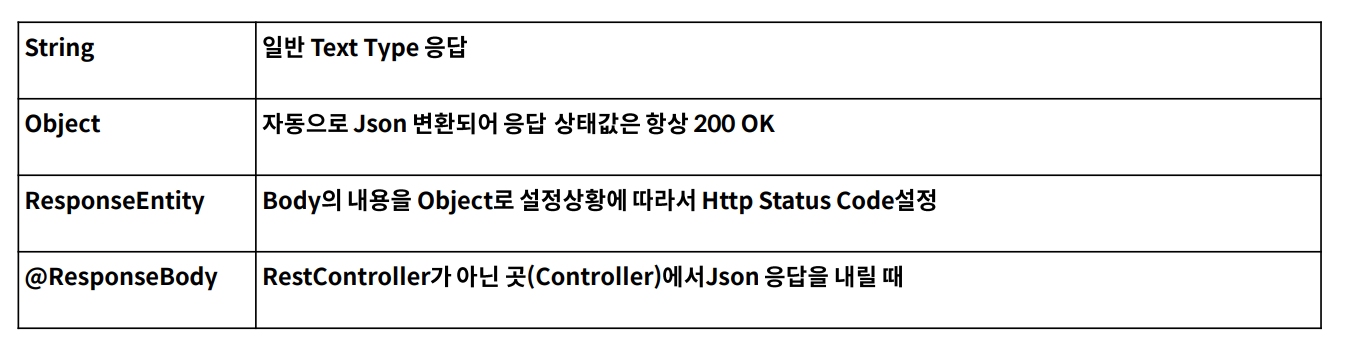 String 일반 Text Type 응답
Object 자동으로 Json 변환되어 응답 상태값은 항상 200 OK
ResponseEntity Body의 내용을 Object로 설정상황에 따라서 Http Status Code설정
@ResponseBody RestController가 아닌 곳(Controller)에서Json 응답을 내릴 때